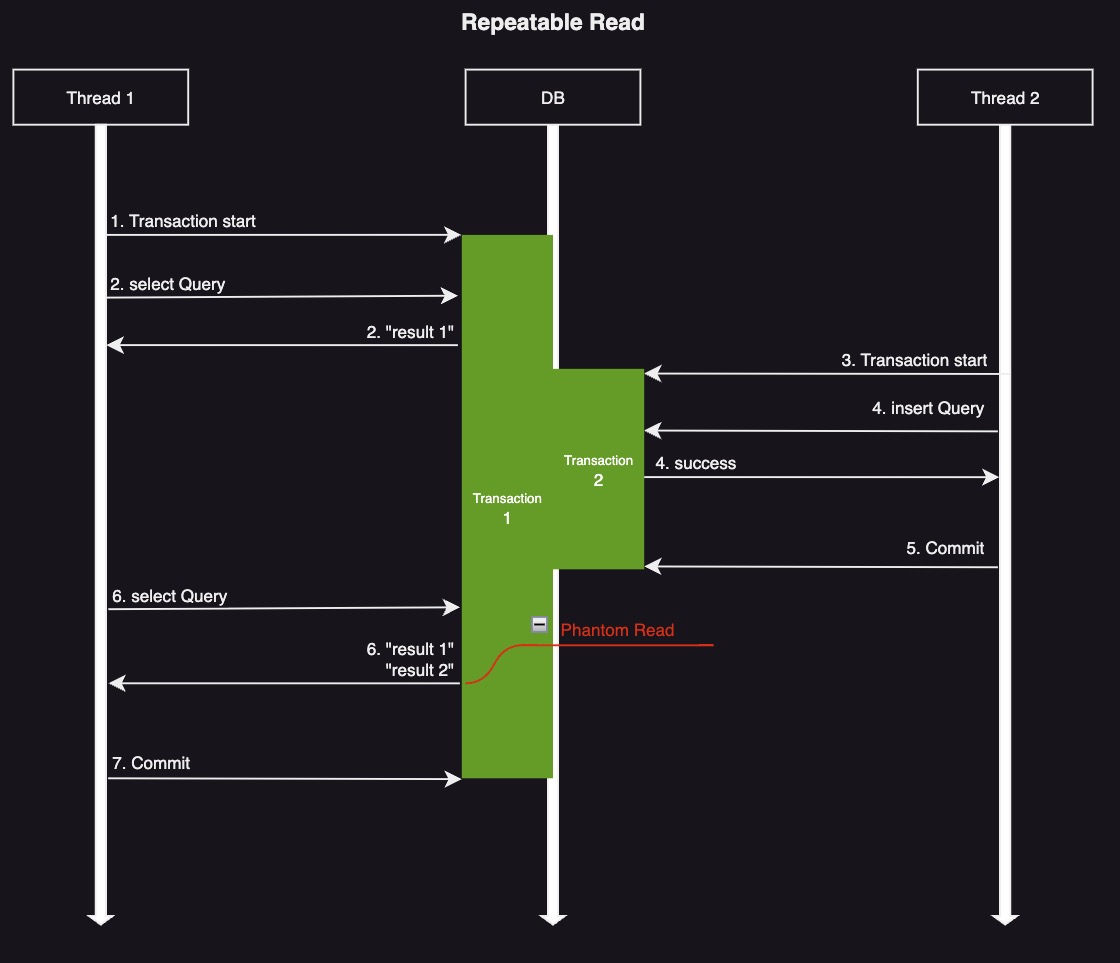 Repeatable Read
Thread 1
DB
Thread 2
1. Transaction start
2. select Query
2. "result 1"
3. Transaction start
4. insert Query
Transaction
2
4. success
Transaction
1
5. Commit
6. select Query
Phantom Read
6. "result 1"
"result 2"
7. Commit